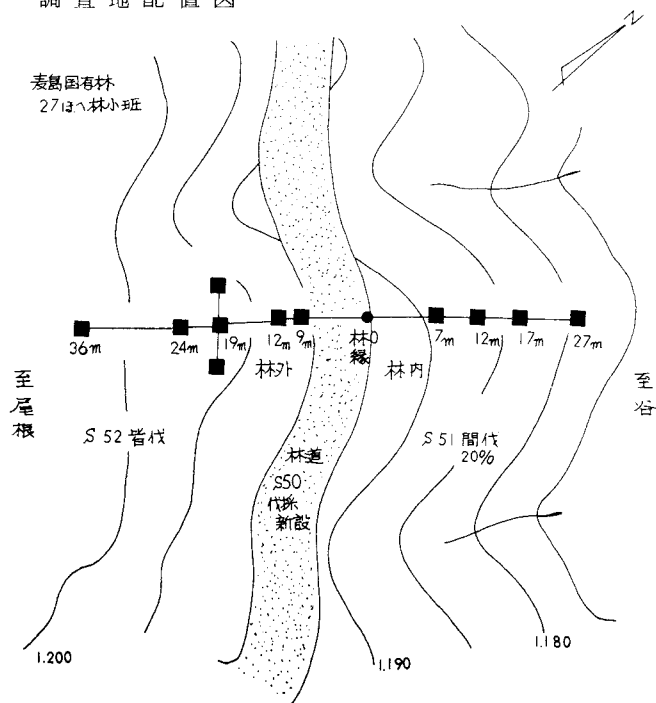 調査地配置図
N
麦島国有林
27ほへ林小班
36m
24m
19m
12m
9m
林0
縁
7m
12m
17m
27m
林外
林内
至尾根
至谷
S52皆伐
S51間伐
20%
林道
S50
伐採
新設
1.200
1.190
1.180